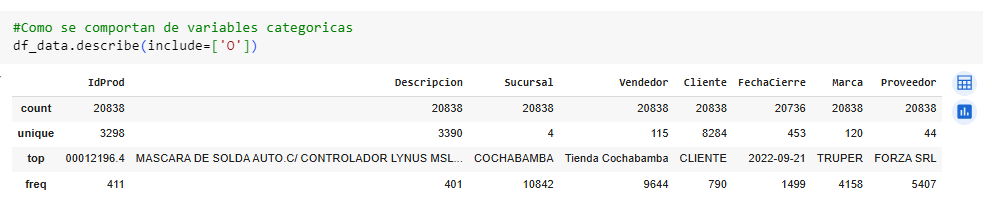 #Como se comportan de variables categoricas
df_data.describe(include=['O'])
IdProd Descripcion Sucursal Vendedor Cliente FechaCierre Marca Proveedor
count 20838 20838 20838 20838 20838 20736 20838 20838
unique 3298 3390 4 115 8284 453 120 44
top 00012196.4 MASCARA DE SOLDA AUTO.C/ CONTROLADOR LYNUS MSL... COCHABAMBA Tienda Cochabamba CLIENTE 2022-09-21 TRUPER FORZA SRL
freq 411 401 10842 9644 790 1499 4158 5407